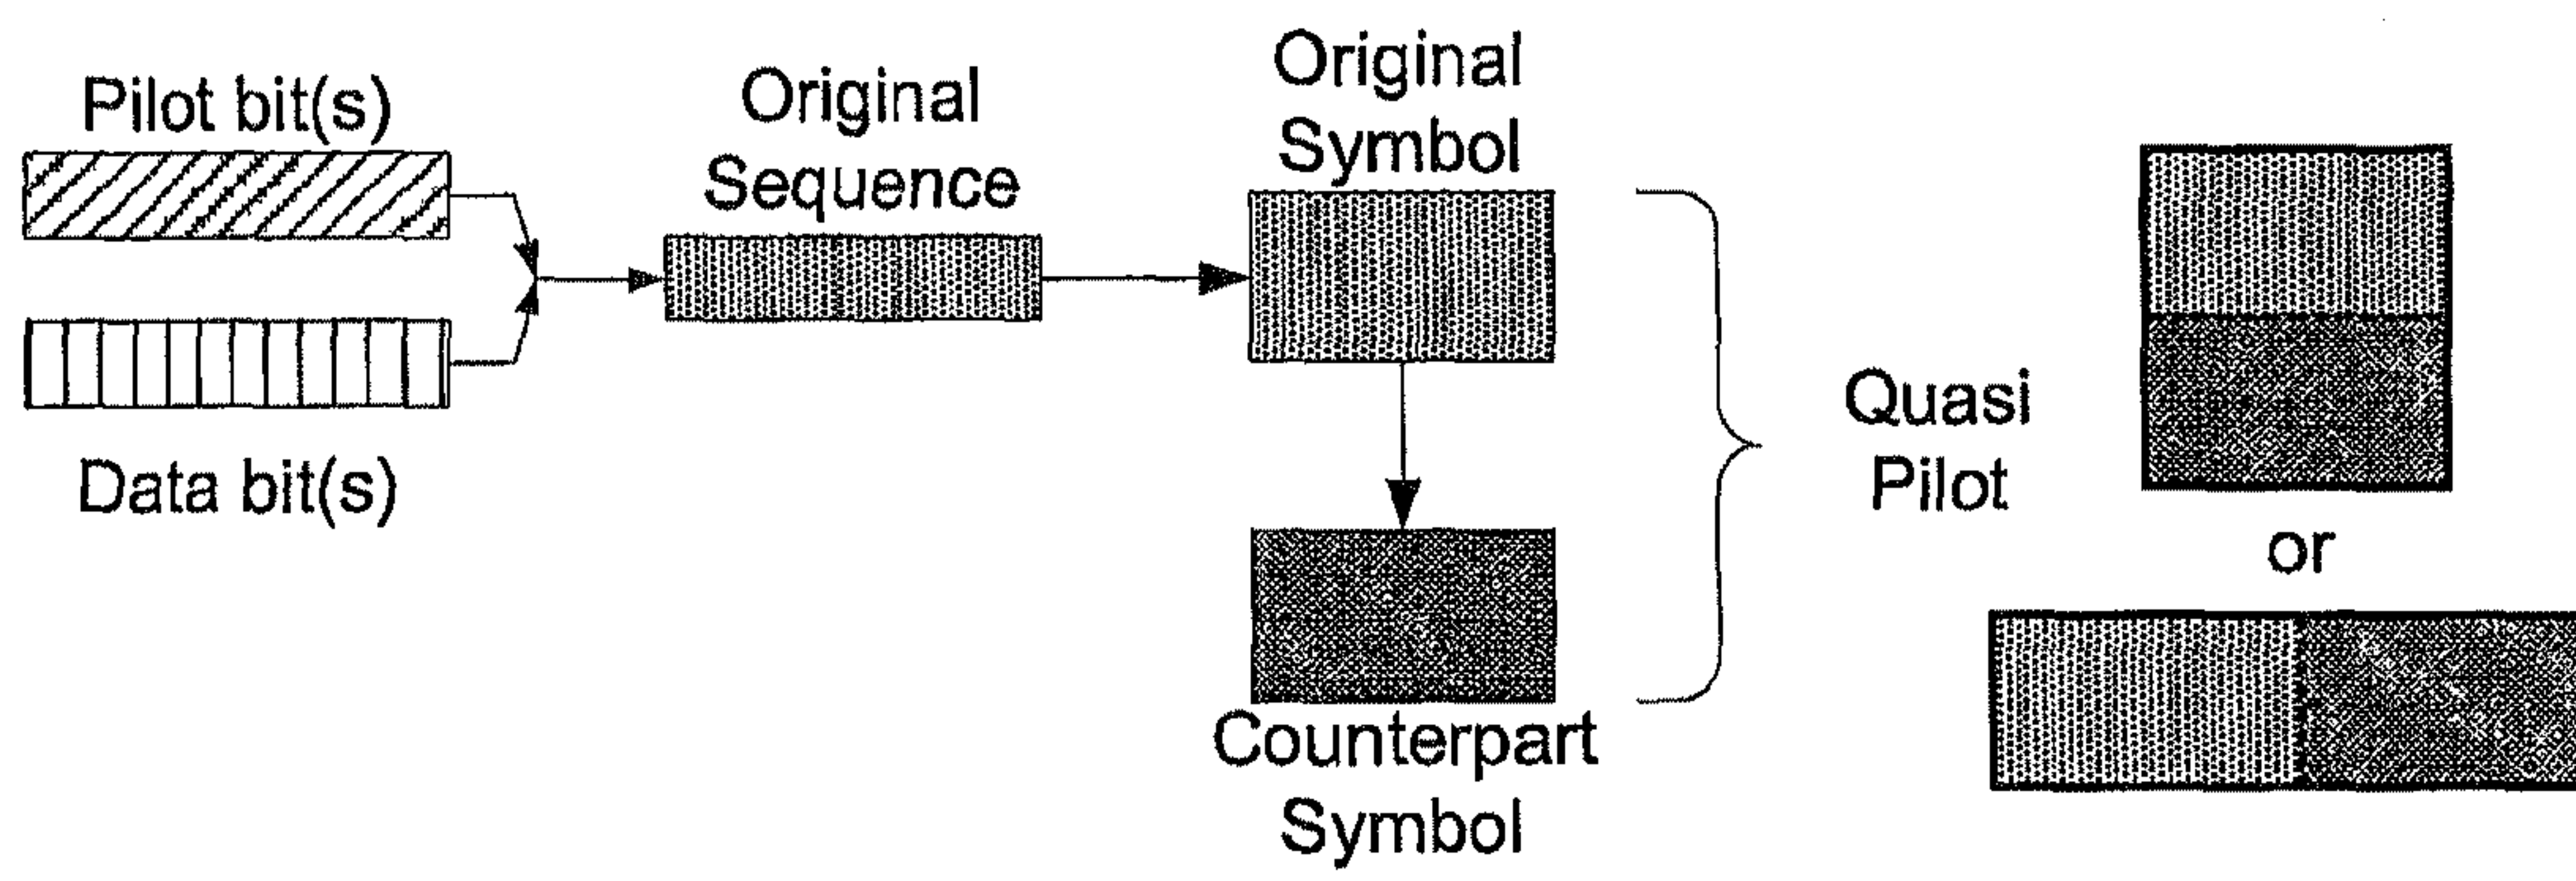 Pilot bit(s)
Data bit(s)
Original
Sequence
Original
Symbol
Counterpart
Symbol
Quasi
Pilot
or